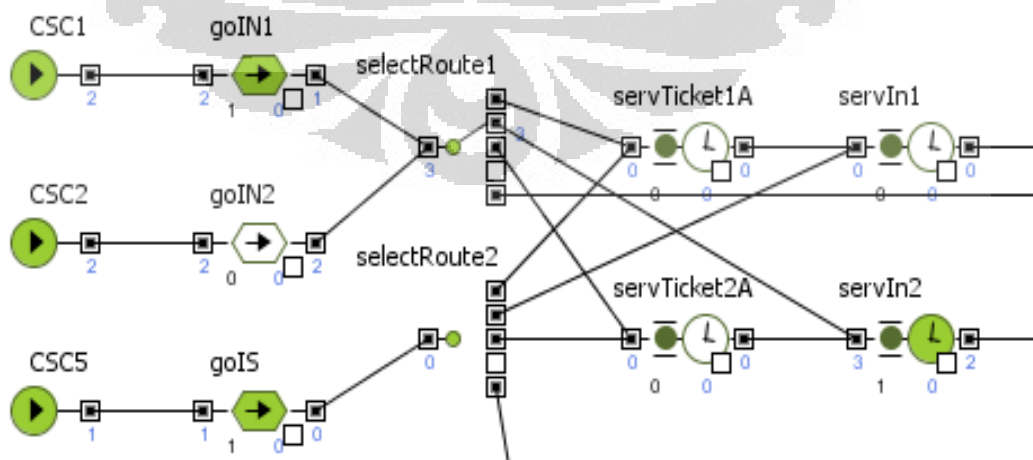 CSC1 goIN1
selectRoute1
servTicket1A servIn1
2 2 1 0 1
3
3
0 0 0 0 0 0 0 0
CSC2 goIN2
selectRoute2
2 2 0 0 2
servTicket2A servIn2
CSC5 goIS
0
0 0 0 0 3 1 0 2
1 1 1 0 0